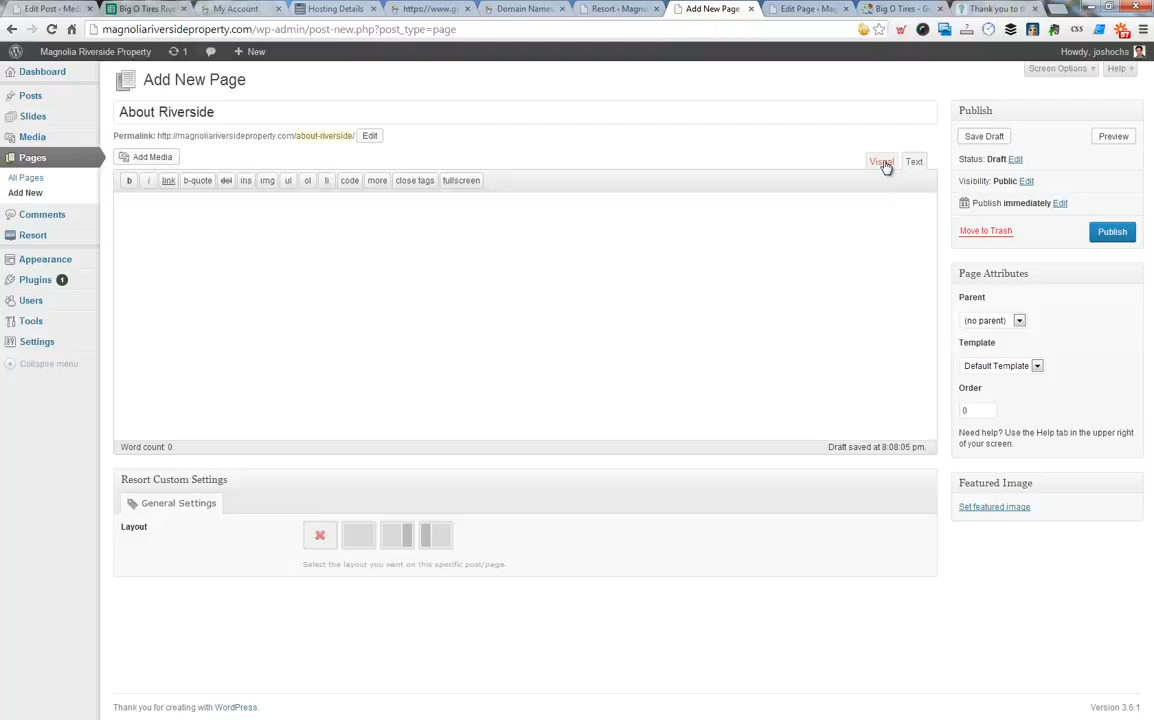 Edit Post ‹ Med
Big O Tires Rive
My Account
Hosting Details
https://www.g
Domain Names
Resort ‹ Magno
Add New Page
Edit Page ‹ Mag
Big O Tires - Go
Thank you to th
magnoliariversideproperty.com/wp-admin/post-new.php?post_type=page
CSS
57
Magnolia Riverside Property 1 + New Howdy, joshochs
Screen Options Help
Dashboard
Posts
Slides
Media
Pages
All Pages
Add New
Comments
Resort
Appearance
Plugins 1
Users
Tools
Settings
Collapse menu
Add New Page
About Riverside
Permalink: http://magnoliariversideproperty.com/about-riverside/ Edit
Add Media
Visual Text
b i link b-quote del ins img ul ol li code more close tags fullscreen
Word count: 0 Draft saved at 8:08:05 pm.
Resort Custom Settings
General Settings
Layout
Select the layout you want on this specific post/page.
Publish
Save Draft Preview
Status: Draft Edit
Visibility: Public Edit
Publish immediately Edit
Move to Trash Publish
Page Attributes
Parent
(no parent)
Template
Default Template
Order
0
Need help? Use the Help tab in the upper right
of your screen.
Featured Image
Set featured image
Thank you for creating with WordPress. Version 3.6.1